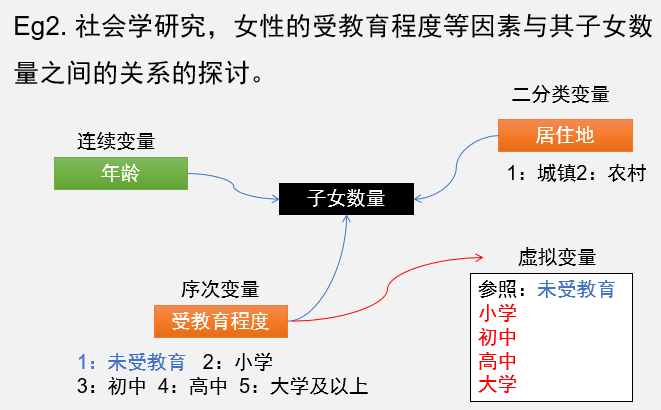 Eg2. 社会学研究，女性的受教育程度等因素与其子女数
量之间的关系的探讨。
二分类变量
连续变量
居住地
年龄
1：城镇2：农村
子女数量
虚拟变量
序次变量
参照：未受教育
小学
初中
高中
大学
受教育程度
1：未受教育 2：小学
3：初中 4：高中 5：大学及以上